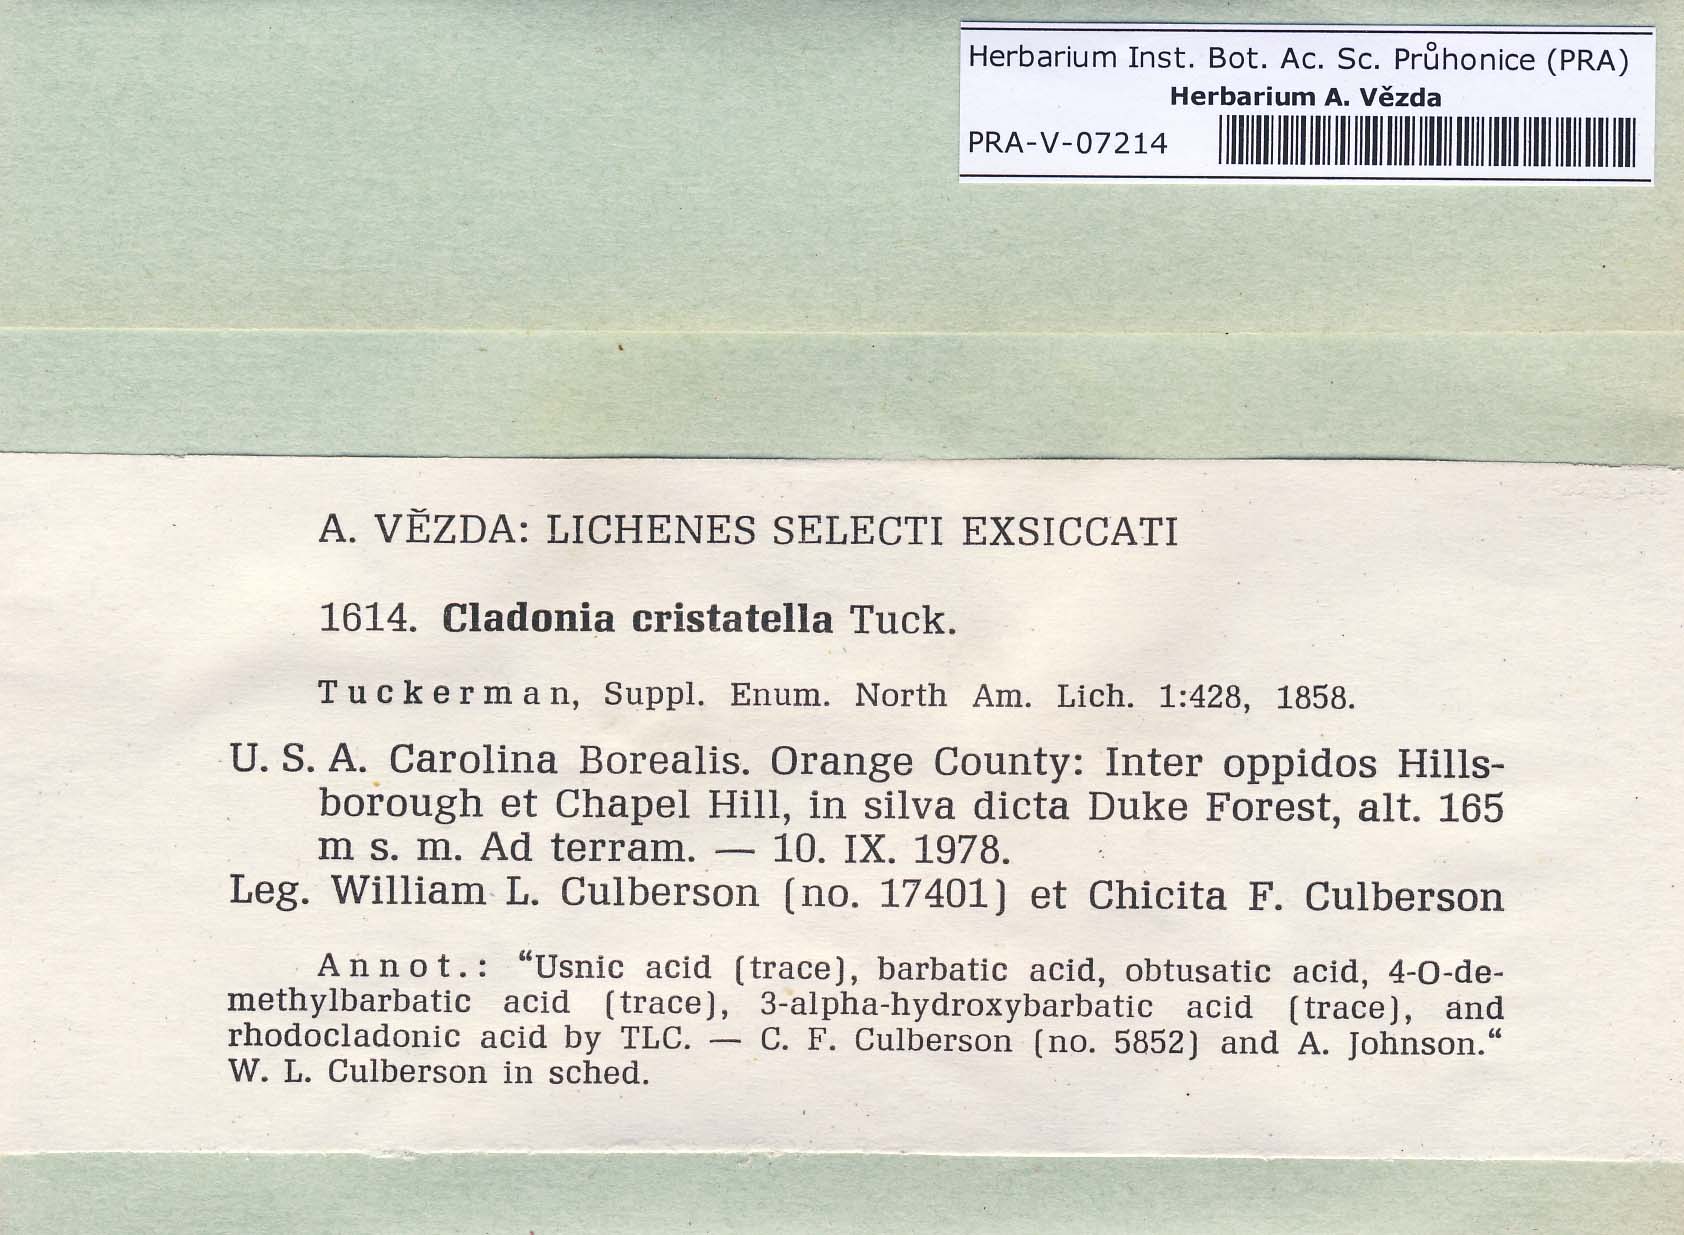 Herbarium Inst. Bot. Ac. Sc. Průhonice (PRA)
Herbarium A. Vězda
PRA-V-07214
A. VĚZDA: LICHENES SELECTI EXSICCATI
1614. Cladonia cristatella Tuck.
Tuckerman, Suppl. Enum. North Am. Lich. 1:428, 1858.
U. S. A. Carolina Borealis. Orange County: Inter oppidos Hills-
borough et Chapel Hill, in silva dicta Duke Forest, alt. 165
m s. m. Ad terram. — 10. IX. 1978.
Leg. William L. Culberson (no. 17401) et Chicita F. Culberson
Annot.: “Usnic acid (trace), barbatic acid, obtusatic acid, 4-O-de-
methylbarbatic acid (trace), 3-alpha-hydroxybarbatic acid (trace), and
rhodocladonic acid by TLC. — C. F. Culberson (no. 5852) and A. Johnson.“
W. L. Culberson in sched.